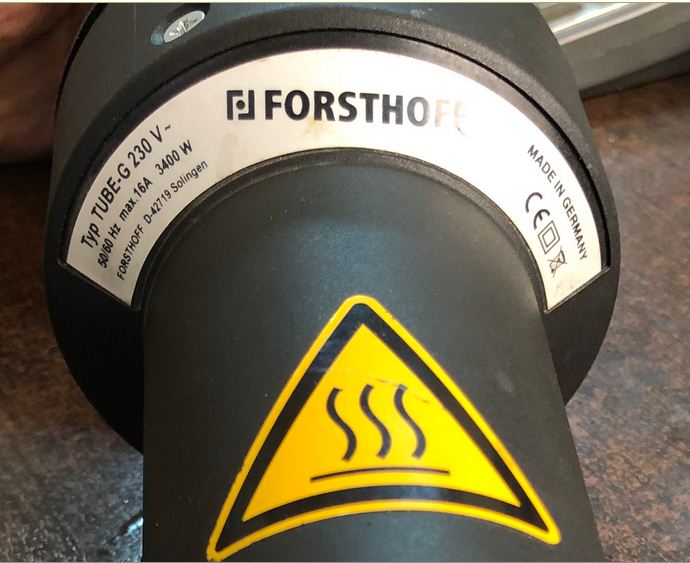 FORSTHOFF
Typ TUBE-G 230 V~
50/60 Hz max.16A 3400 W
FORSTHOFF D-42719 Solingen
MADE IN GERMANY
CE